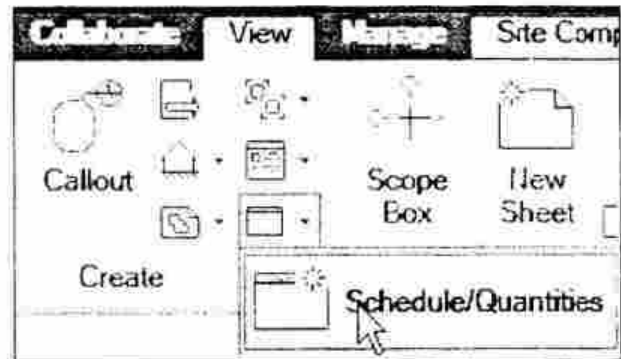 Collaborate View Manage Site Comp
Callout Scope Box New Sheet
Create
Schedule/Quantities